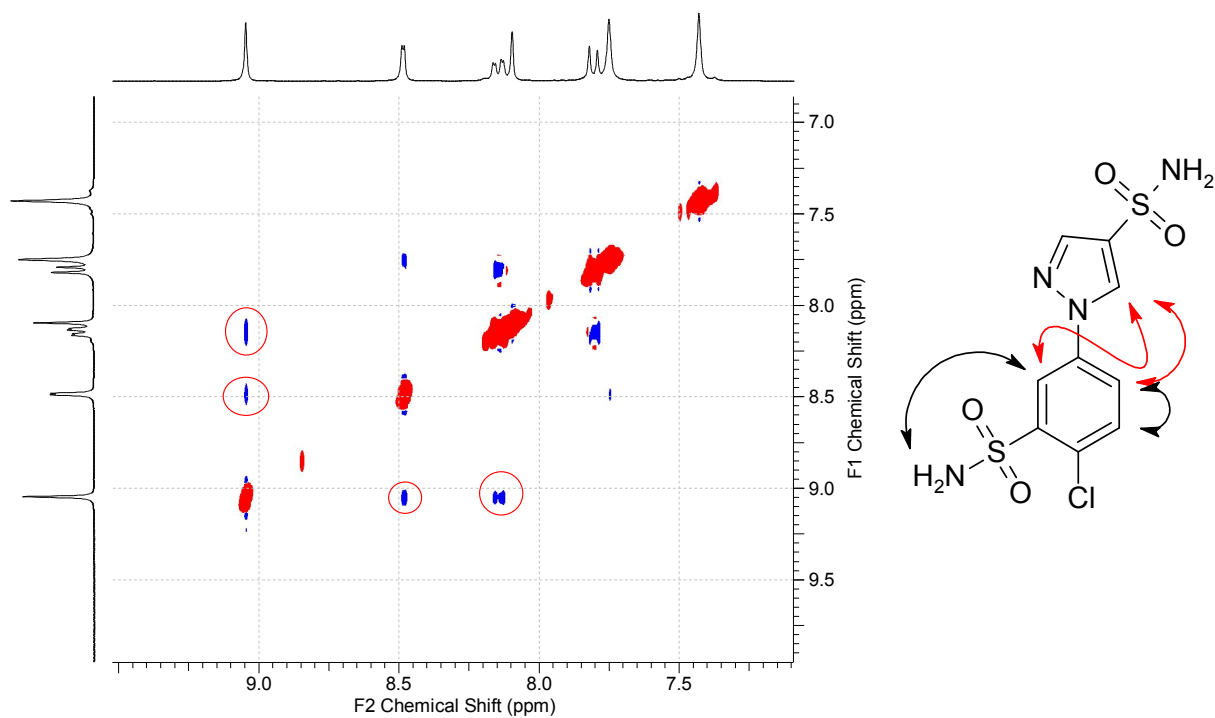 7.0
7.5
8.0
8.5
9.0
9.5
F1 Chemical Shift (ppm)
9.0 8.5 8.0 7.5
F2 Chemical Shift (ppm)
NH2
O
S
O
N
N
O
S
H2N
O
Cl